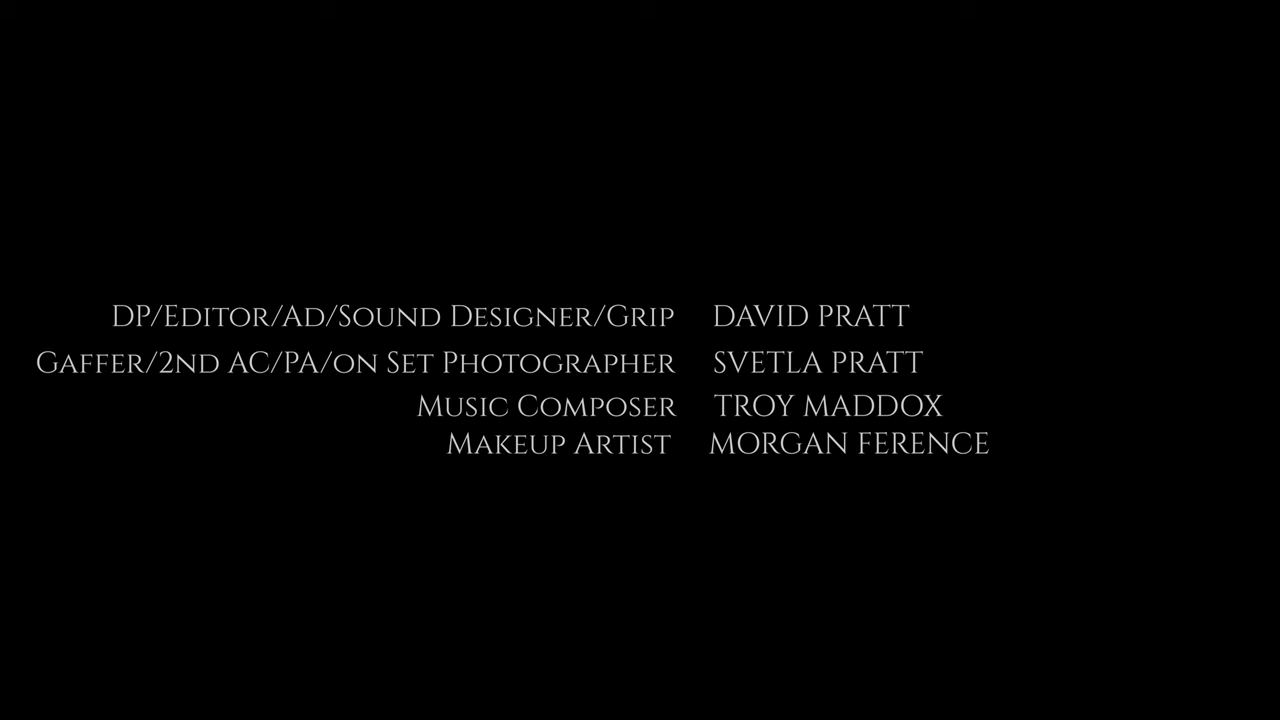 DP/Editor/Ad/Sound Designer/Grip DAVID PRATT
Gaffer/2nd AC/PA/on Set Photographer SVETLA PRATT
Music Composer TROY MADDOX
Makeup Artist MORGAN FERENCE